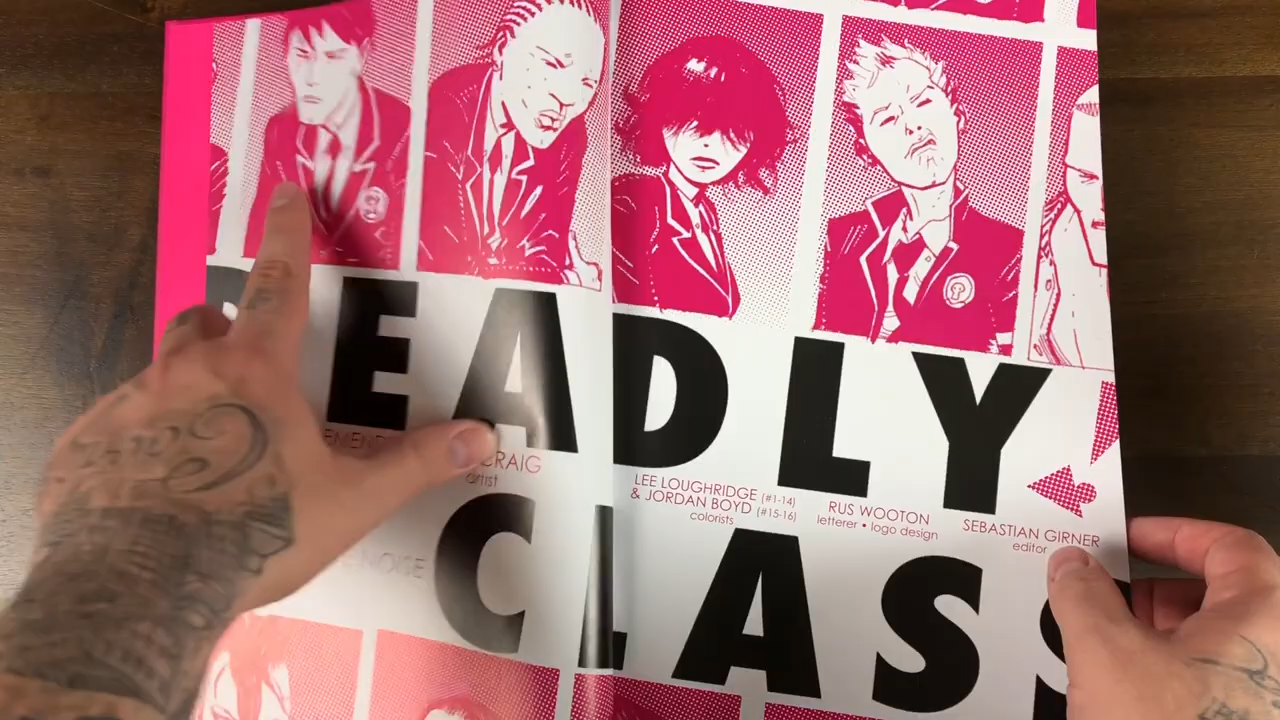 EADLY
CRAIG
artist
LEE LOUGHRIDGE (#1-14)
& JORDAN BOYD (#15-16)
colorists
RUS WOOTON
letterer • logo design
SEBASTIAN GIRNER
editor
CLASS